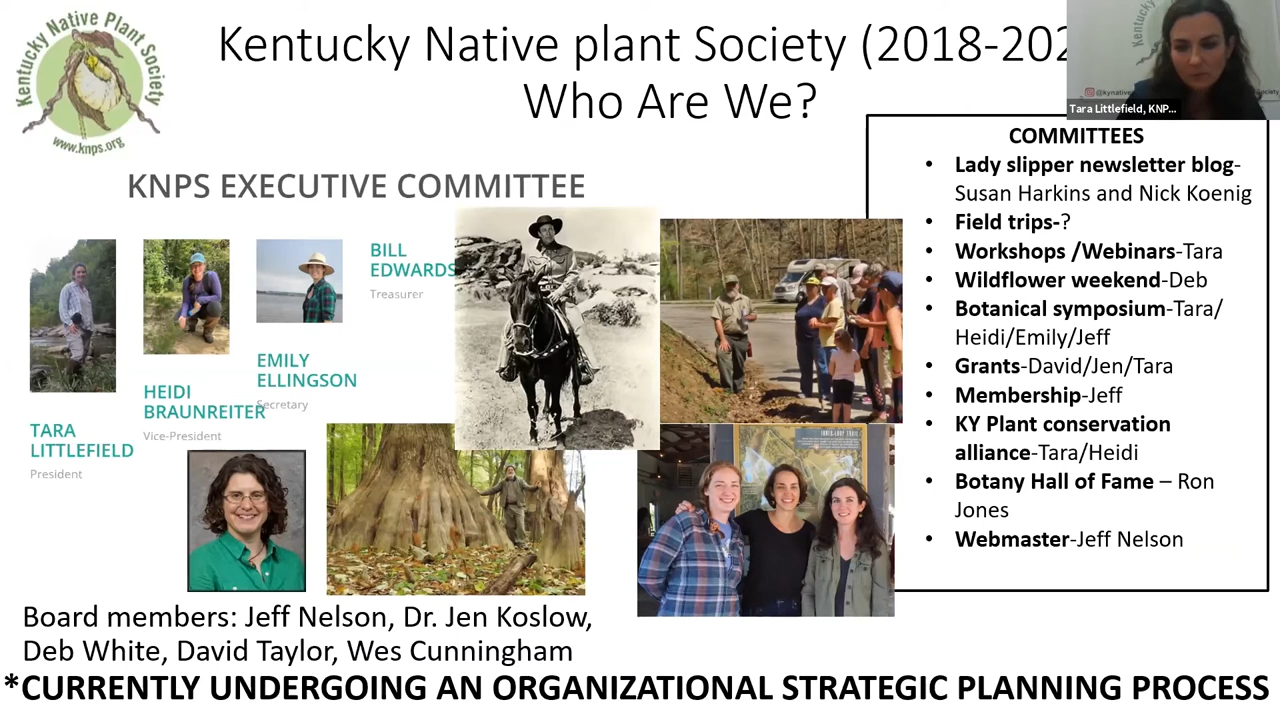 Kentucky Native Plant Society
www.knps.org
Kentucky Native plant Society (2018-202
Who Are We?
Tara Littlefield, KNP...
KNPS EXECUTIVE COMMITTEE
TARA
LITTLEFIELD
President
HEIDI
BRAUNREITER
Vice-President
EMILY
ELLINGSON
Secretary
BILL
EDWARDS
Treasurer
COMMITTEES
• Lady slipper newsletter blog-
Susan Harkins and Nick Koenig
• Field trips-?
• Workshops /Webinars-Tara
• Wildflower weekend-Deb
• Botanical symposium-Tara/
Heidi/Emily/Jeff
• Grants-David/Jen/Tara
• Membership-Jeff
• KY Plant conservation
alliance-Tara/Heidi
• Botany Hall of Fame – Ron
Jones
• Webmaster-Jeff Nelson
Board members: Jeff Nelson, Dr. Jen Koslow,
Deb White, David Taylor, Wes Cunningham
*CURRENTLY UNDERGOING AN ORGANIZATIONAL STRATEGIC PLANNING PROCESS